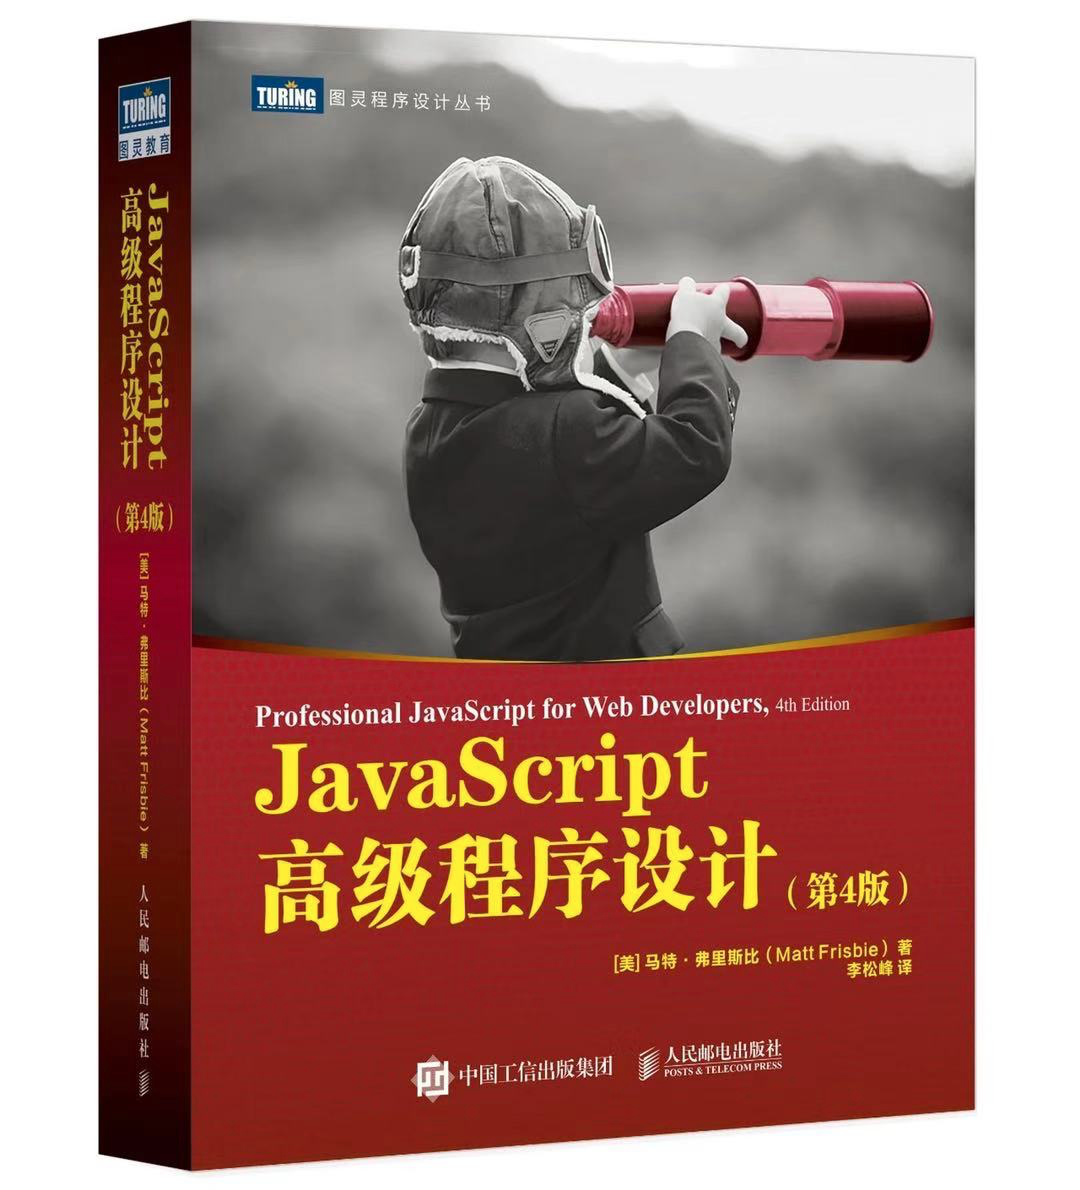 TURING
图灵教育
JavaScript
高级程序设计
（第4版）
[美] 马特·弗里斯比（Matt Frisbie）著
人民邮电出版社
TURING 图灵程序设计丛书
Professional JavaScript for Web Developers, 4th Edition
JavaScript
高级程序设计（第4版）
[美] 马特·弗里斯比（Matt Frisbie）著
李松峰 译
中国工信出版集团
人民邮电出版社
POSTS & TELECOM PRESS